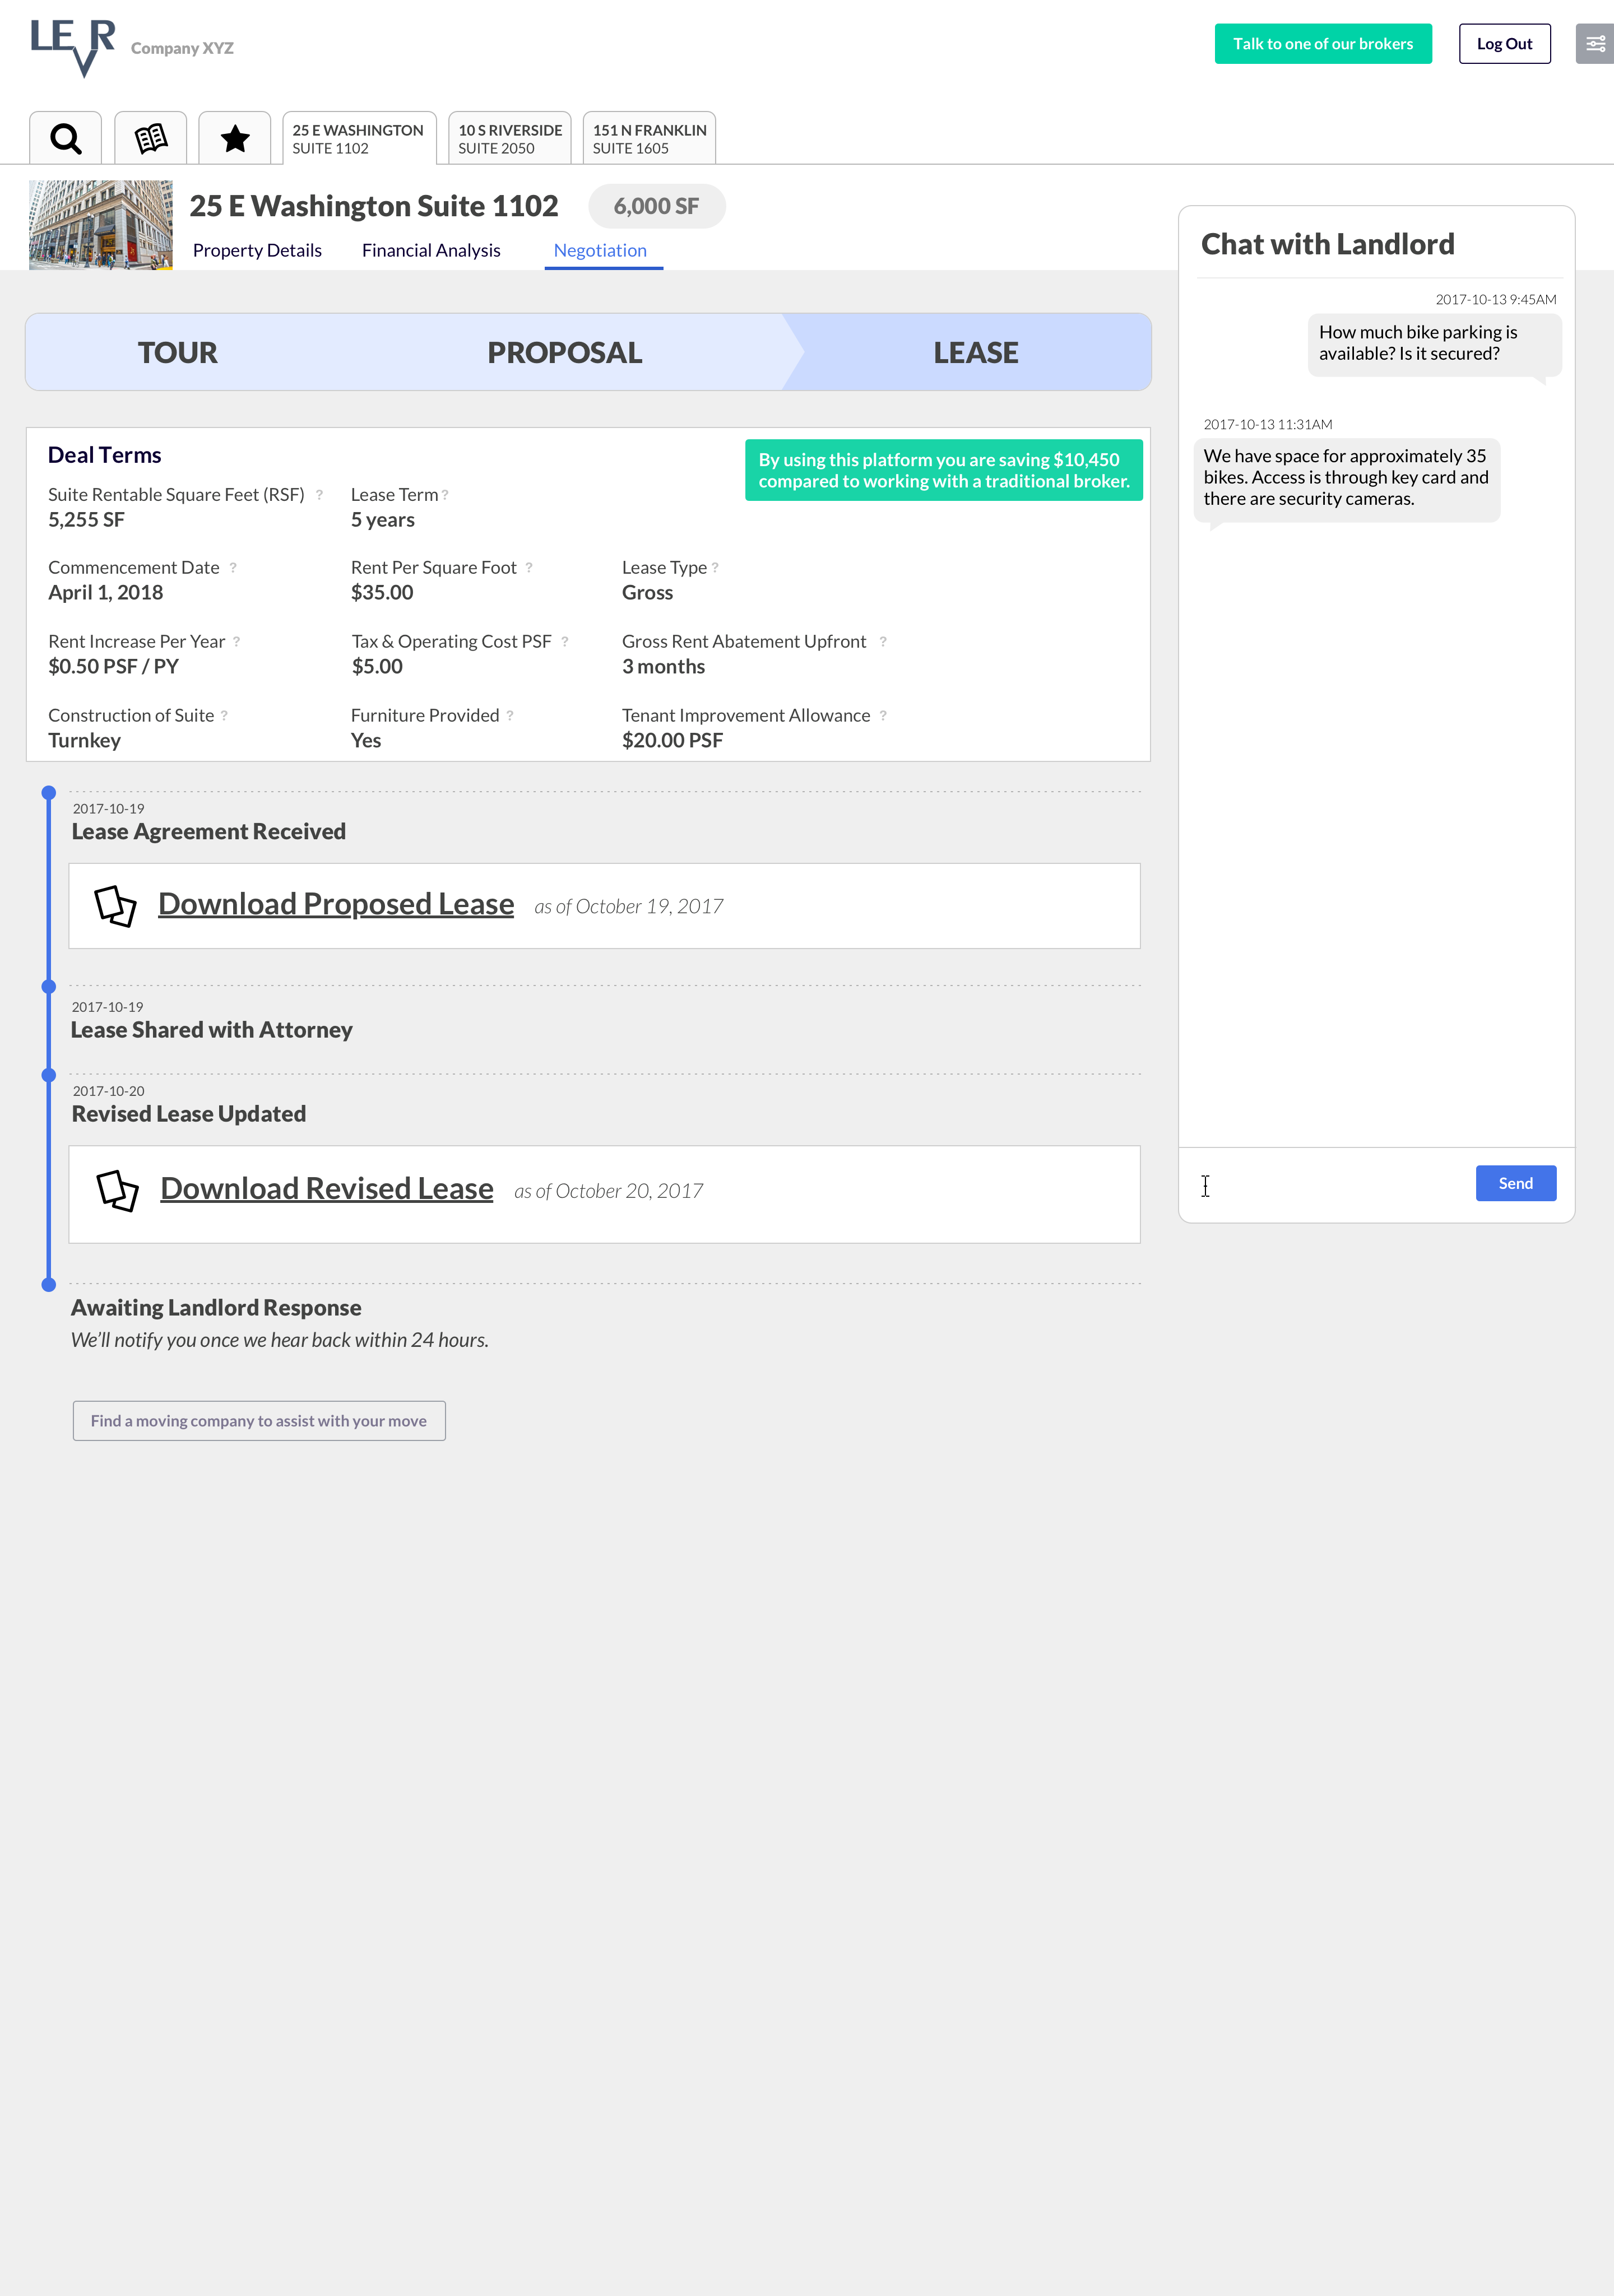 LEVR
Company XYZ
Talk to one of our brokers
Log Out
25 E WASHINGTON
SUITE 1102
10 S RIVERSIDE
SUITE 2050
151 N FRANKLIN
SUITE 1605
25 E Washington Suite 1102
6,000 SF
Property Details
Financial Analysis
Negotiation
TOUR
PROPOSAL
LEASE
Deal Terms
By using this platform you are saving $10,450
compared to working with a traditional broker.
Suite Rentable Square Feet (RSF) ?
5,255 SF
Lease Term ?
5 years
Commencement Date ?
April 1, 2018
Rent Per Square Foot ?
$35.00
Lease Type ?
Gross
Rent Increase Per Year ?
$0.50 PSF / PY
Tax & Operating Cost PSF ?
$5.00
Gross Rent Abatement Upfront ?
3 months
Construction of Suite ?
Turnkey
Furniture Provided ?
Yes
Tenant Improvement Allowance ?
$20.00 PSF
2017-10-19
Lease Agreement Received
Download Proposed Lease as of October 19, 2017
2017-10-19
Lease Shared with Attorney
2017-10-20
Revised Lease Updated
Download Revised Lease as of October 20, 2017
Awaiting Landlord Response
We'll notify you once we hear back within 24 hours.
Find a moving company to assist with your move
Chat with Landlord
2017-10-13 9:45AM
How much bike parking is
available? Is it secured?
2017-10-13 11:31AM
We have space for approximately 35
bikes. Access is through key card and
there are security cameras.
Send